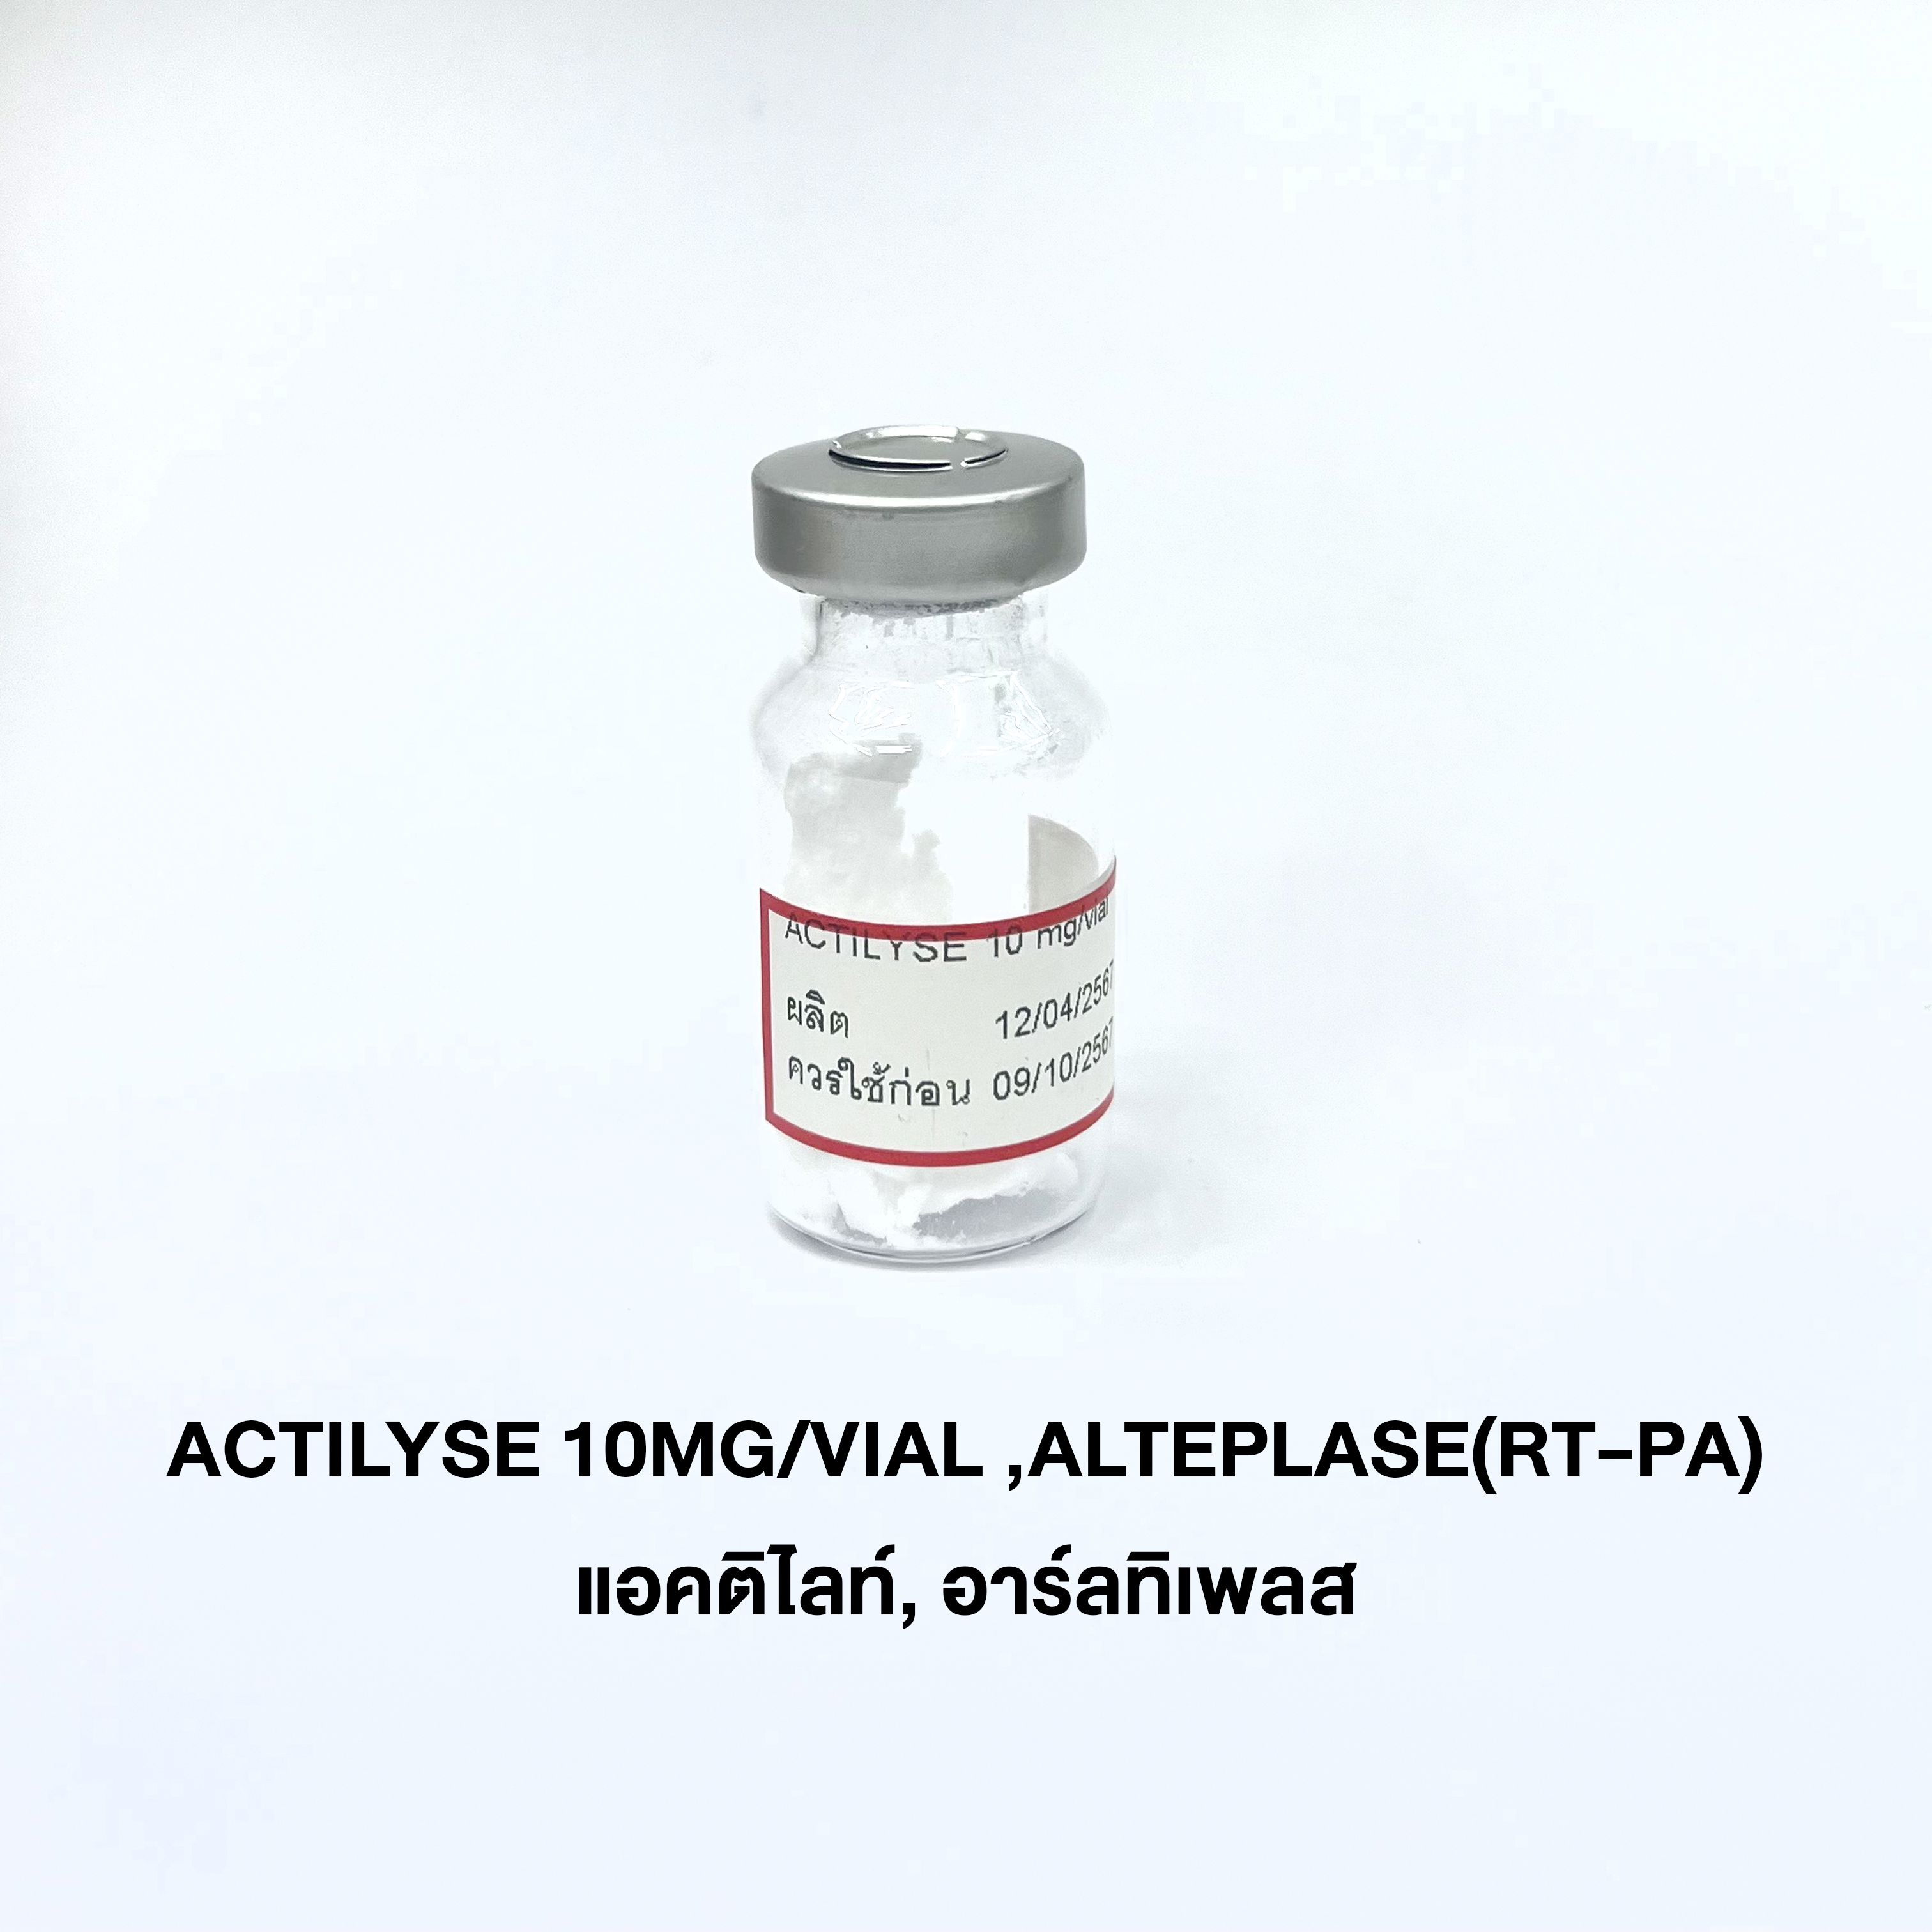 ACTILYSE 10 mg/vial
ผลิต 12/04/2567
ควรใช้ก่อน 09/10/2567
ACTILYSE 10MG/VIAL ,ALTEPLASE(RT-PA)
แอคติไลท์, อาร์ลทิเพลส